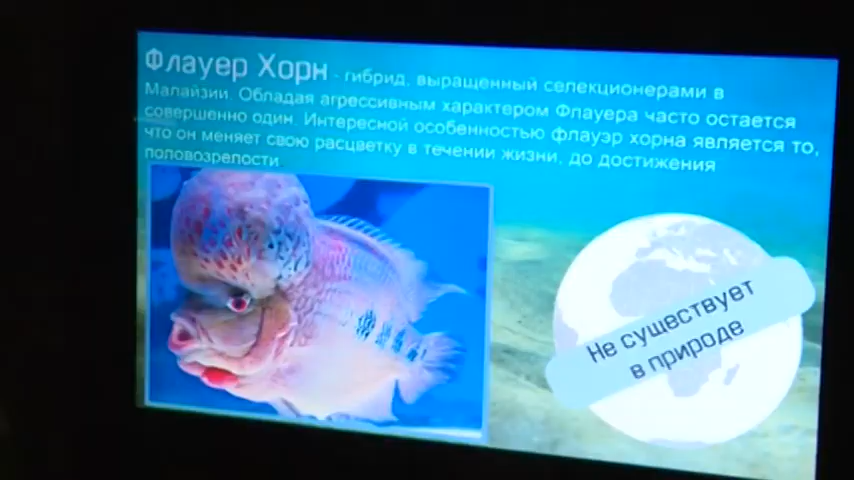 Флауер Хорн - гибрид, выращенный селекционерами в
Малайзии. Обладая агрессивным характером Флауера часто остается
совершенно один. Интересной особенностью флауэр хорна является то,
что он меняет свою расцветку в течении жизни, до достижения
половозрелости.
Не существует
в природе